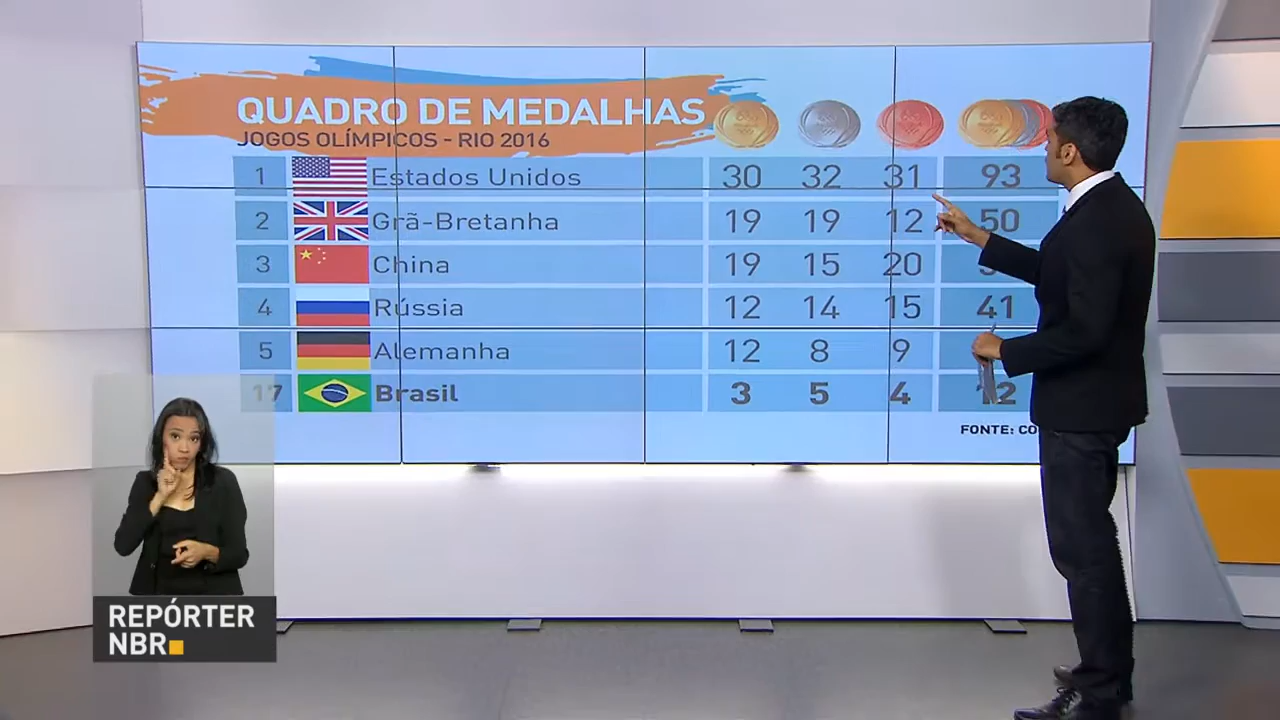 QUADRO DE MEDALHAS
JOGOS OLÍMPICOS - RIO 2016
1 Estados Unidos 30 32 31 93
2 Grã-Bretanha 19 19 12 50
3 China 19 15 20
4 Rússia 12 14 15 41
5 Alemanha 12 8 9
17 Brasil 3 5 4 12
FONTE:
REPÓRTER
NBR